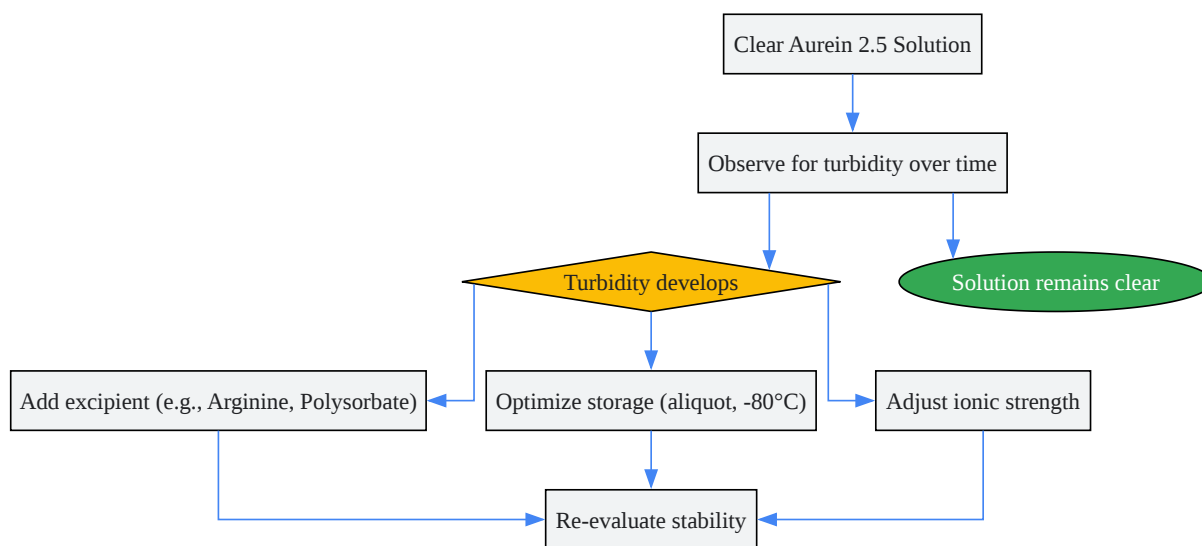 Clear Aurein 2.5 Solution
Observe for turbidity over time
Turbidity develops
Solution remains clear
Add excipient (e.g., Arginine, Polysorbate)
Optimize storage (aliquot, -80°C)
Adjust ionic strength
Re-evaluate stability